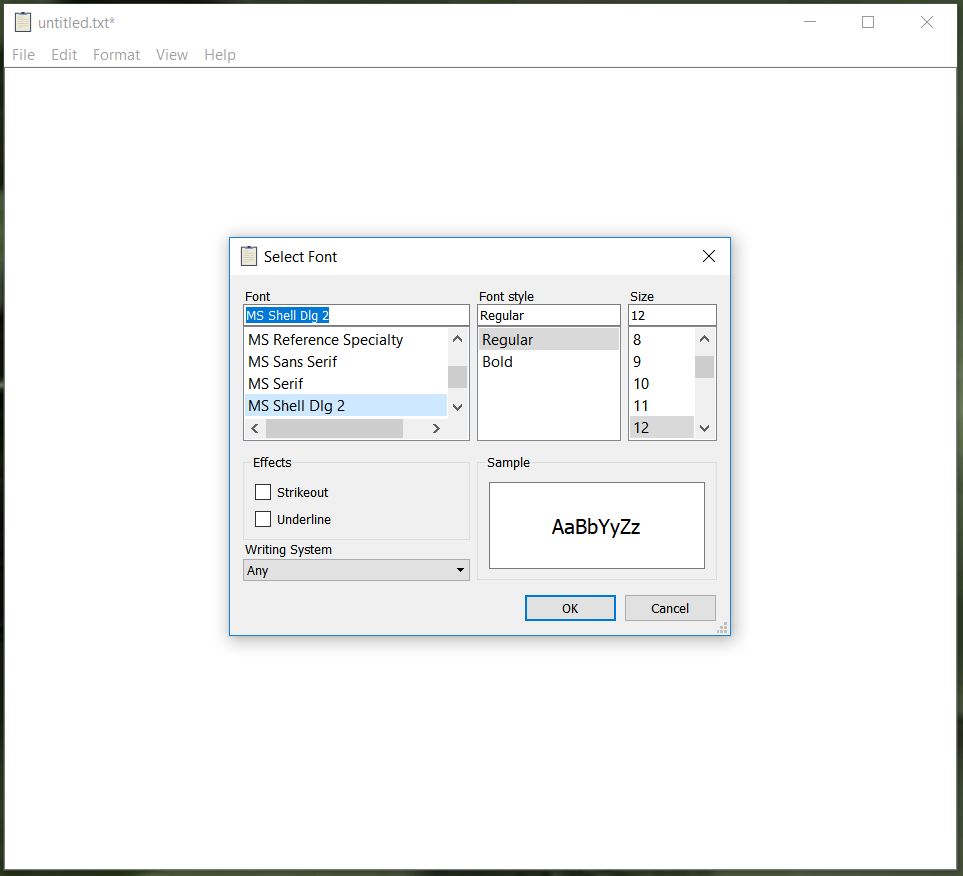 untitled.txt*
File Edit Format View Help
Select Font
Font Font style Size
MS Shell Dlg 2 Regular 12
MS Reference Specialty Regular 8
MS Sans Serif Bold 9
MS Serif 10
MS Shell Dlg 2 11
12
Effects Sample
Strikeout
Underline
AaBbYyZz
Writing System
Any
OK Cancel